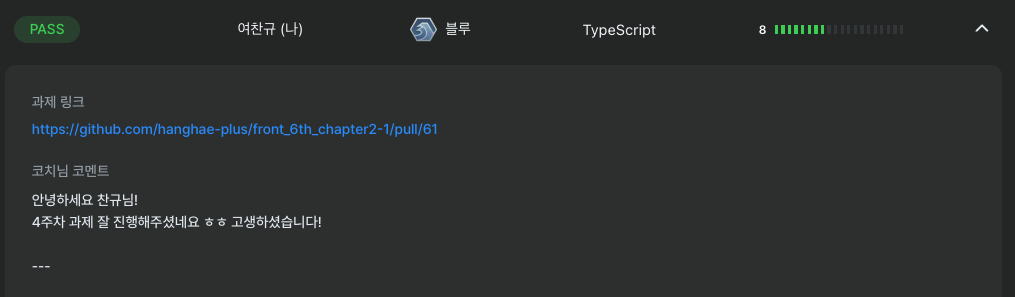 PASS 여찬규 (나) 블루 TypeScript 8
과제 링크
https://github.com/hanghae-plus/front_6th_chapter2-1/pull/61
코치님 코멘트
안녕하세요 찬규님!
4주차 과제 잘 진행해주셨네요 ㅎㅎ 고생하셨습니다!
---